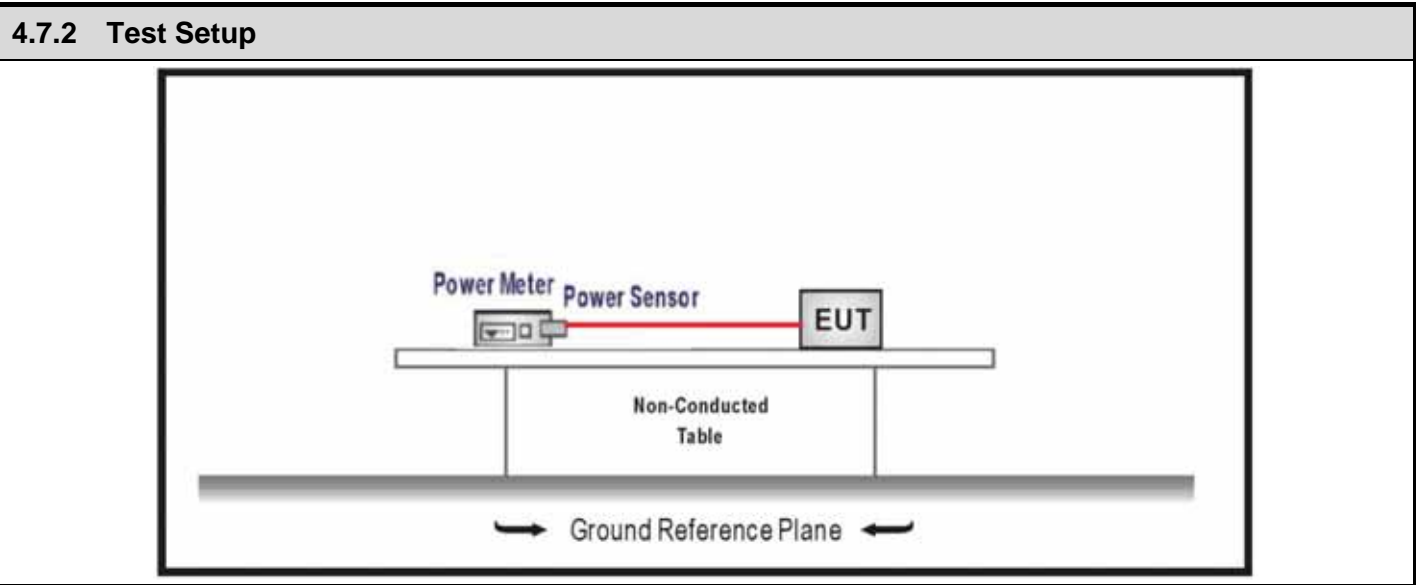 4.7.2 Test Setup
Power Meter
Power Sensor
EUT
Non-Conducted
Table
Ground Reference Plane